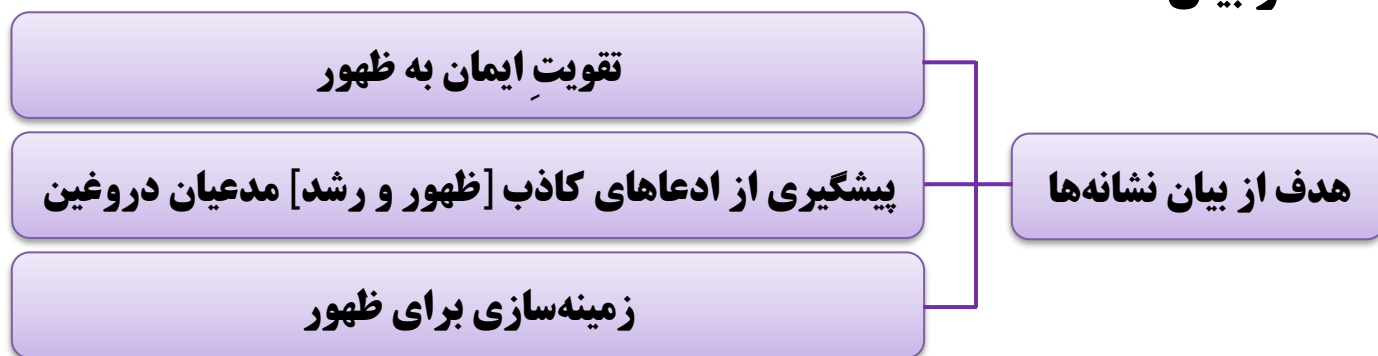 هدف از بیان نشانه‌ها
تقویتِ ایمان به ظهور
پیشگیری از ادعاهای کاذب [ظهور و رشد] مدعیان دروغین
زمینه‌سازی برای ظهور